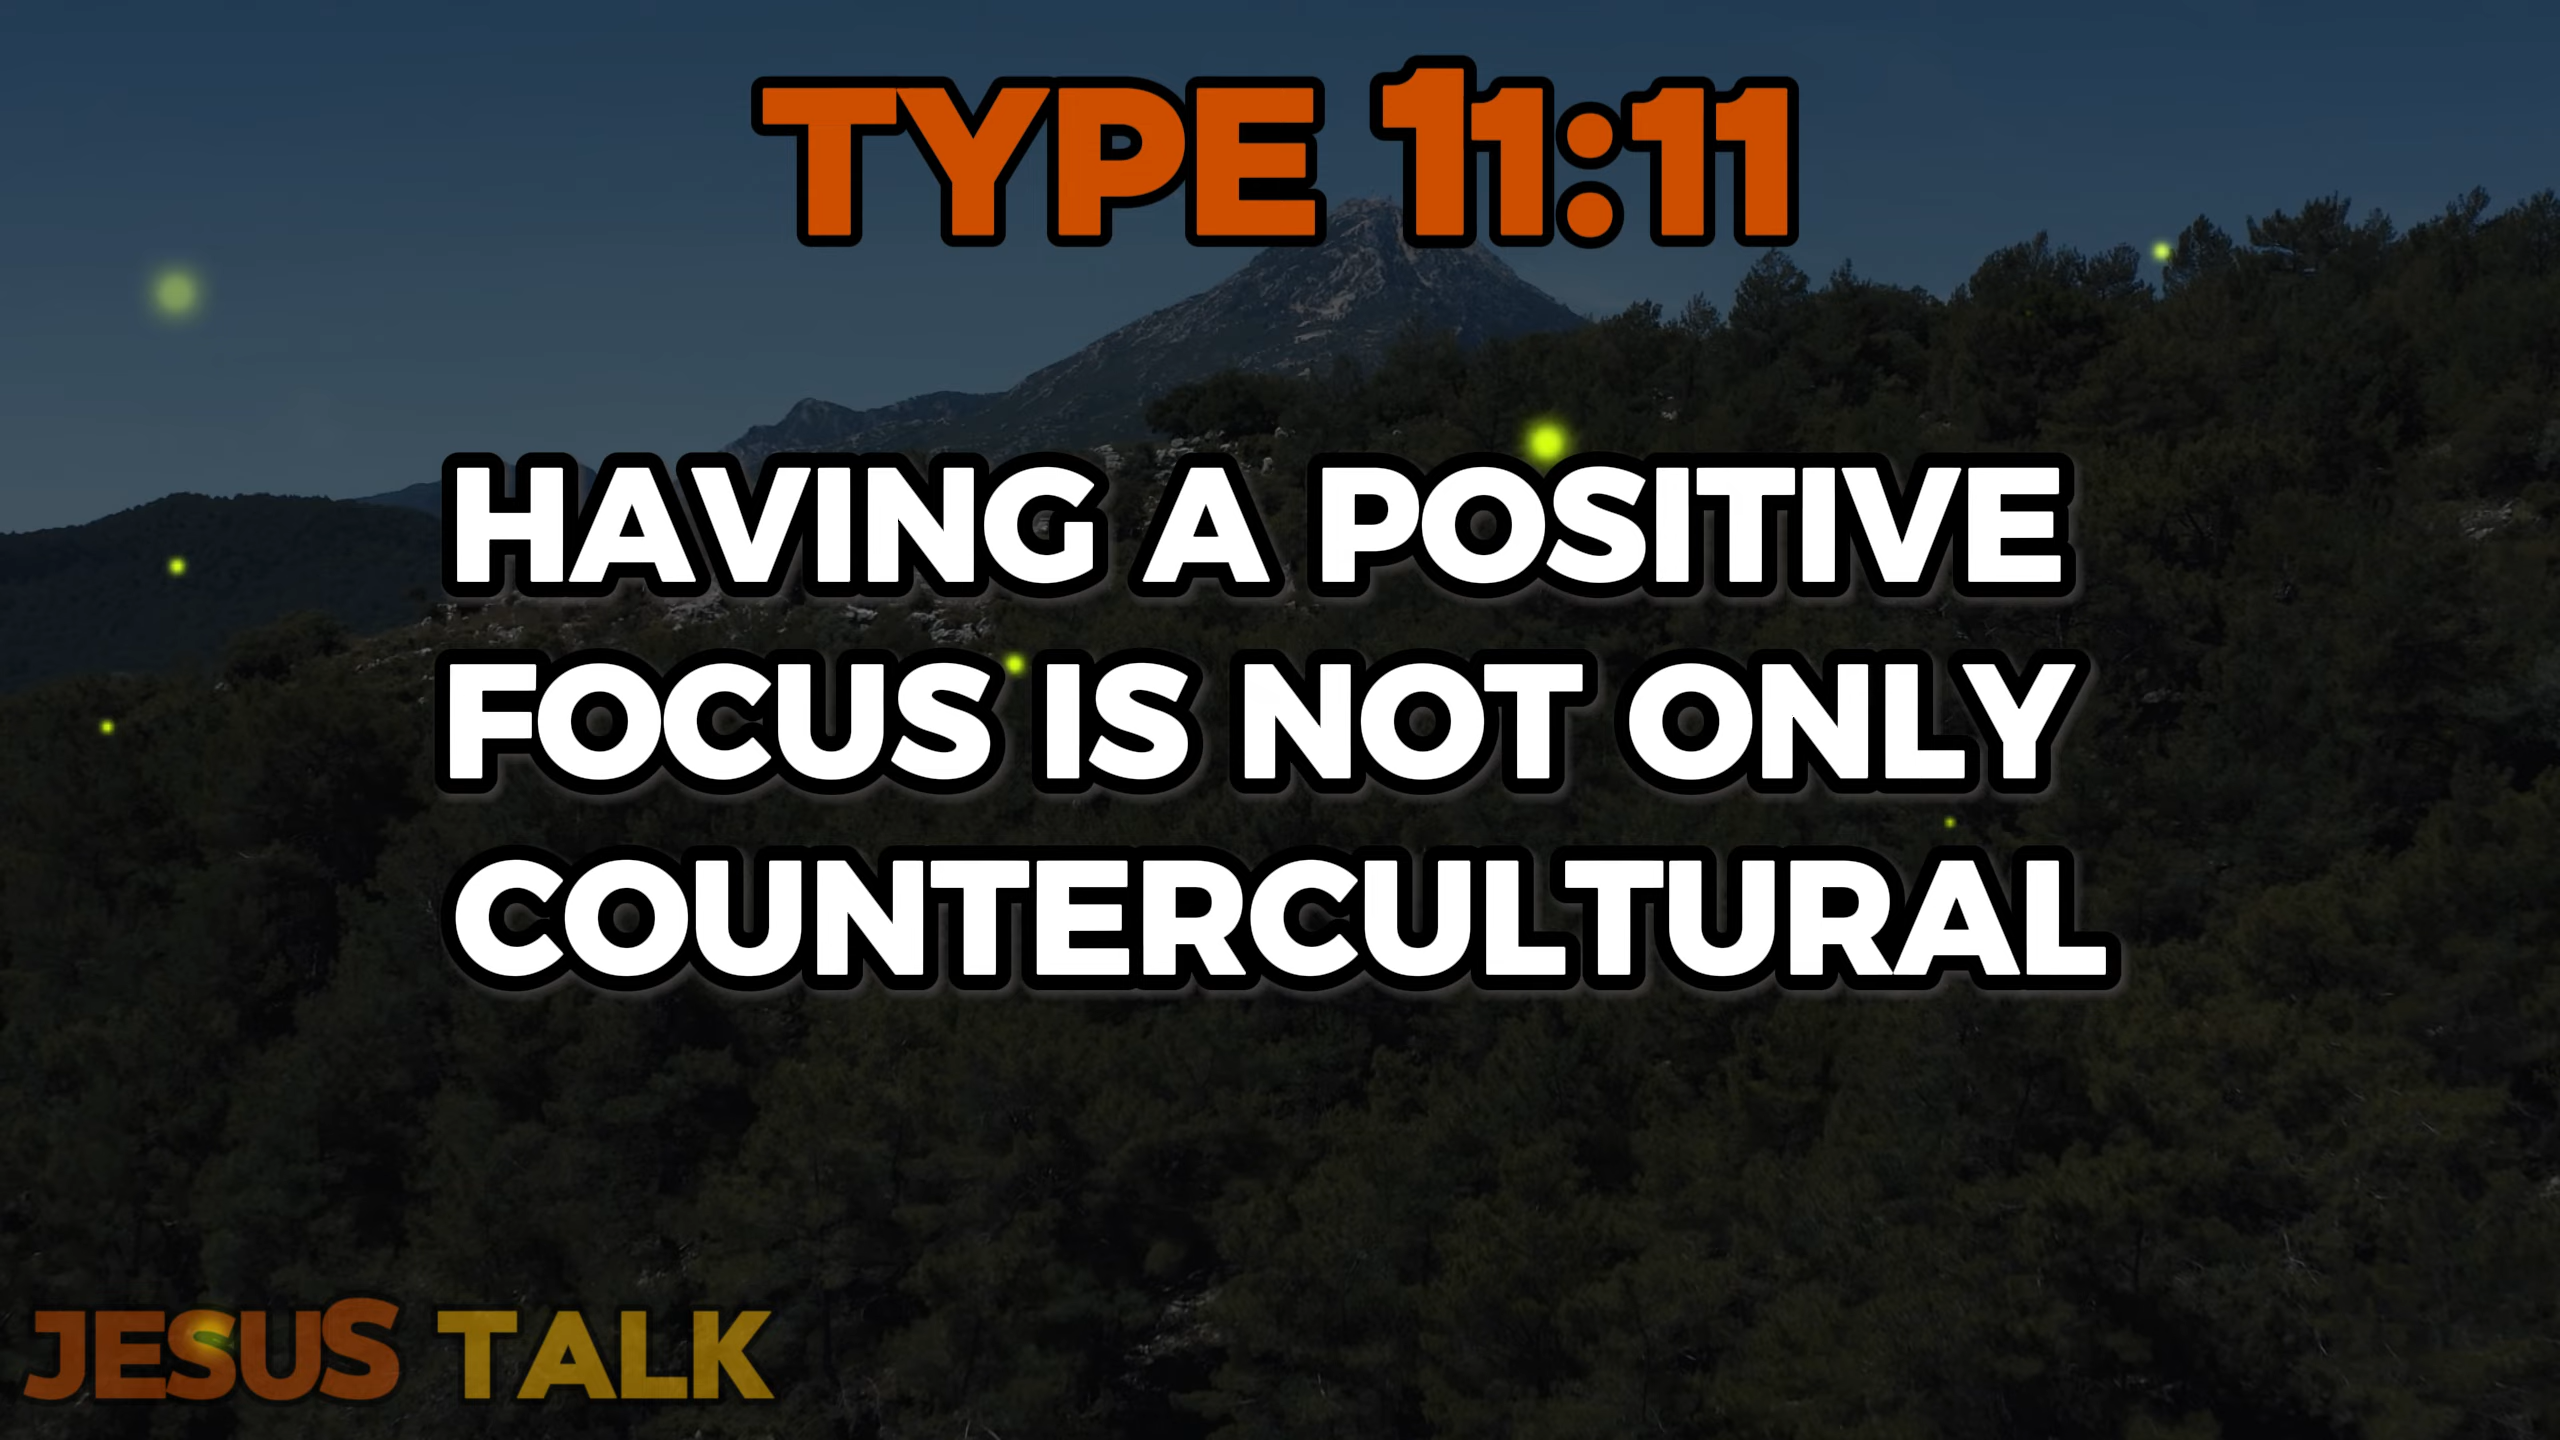 TYPE 11:11
HAVING A POSITIVE
FOCUS IS NOT ONLY
COUNTERCULTURAL
JESUS TALK